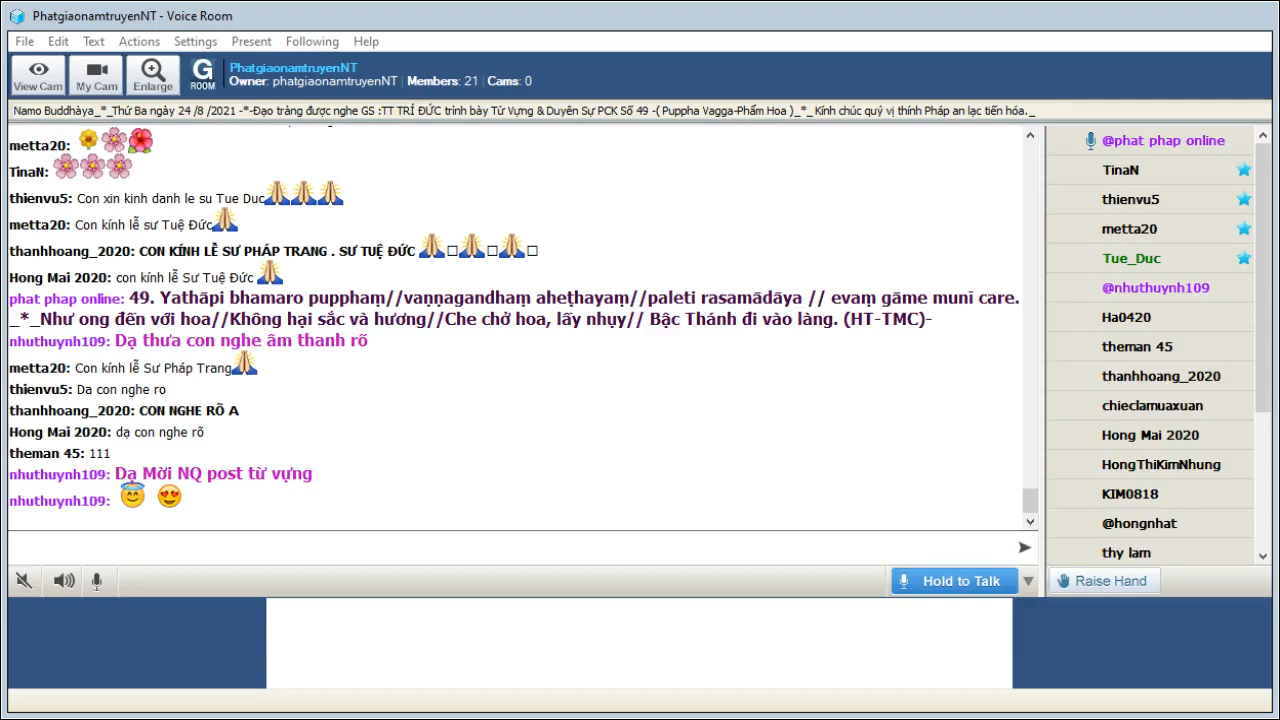 PhatgiaonamtruyenNT - Voice Room
File Edit Text Actions Settings Present Following Help
View Cam My Cam Enlarge G ROOM
PhatgiaonamtruyenNT
Owner: phatgiaonamtruyenNT | Members: 21 | Cams: 0
Namo Buddhàya_*_Thứ Ba ngày 24 /8 /2021 -*-Đạo tràng được nghe GS :TT TRÍ ĐỨC trình bày Từ Vựng & Duyên Sự PCK Số 49 -( Puppha Vagga-Phẩm Hoa )_*_Kính chúc quý vị thính Pháp an lạc tiến hóa._
metta20:
TinaN:
thienvu5: Con xin kinh danh le su Tue Duc
metta20: Con kính lễ sư Tuệ Đức
thanhhoang_2020: CON KÍNH LỄ SƯ PHÁP TRANG . SƯ TUỆ ĐỨC
Hong Mai 2020: con kính lễ Sư Tuệ Đức
phat phap online: 49. Yathāpi bhamaro pupphaṃ//vaṇṇagandhaṃ aheṭhayaṃ//paleti rasamādāya // evaṃ gāme munī care.
_*_Như ong đến với hoa//Không hại sắc và hương//Che chở hoa, lấy nhụy// Bậc Thánh đi vào làng. (HT-TMC)-
nhuthuynh109: Dạ thưa con nghe âm thanh rõ
metta20: Con kính lễ Sư Pháp Trang
thienvu5: Da con nghe ro
thanhhoang_2020: CON NGHE RÕ A
Hong Mai 2020: dạ con nghe rõ
theman 45: 111
nhuthuynh109: Dạ Mời NQ post từ vựng
nhuthuynh109:
@phat phap online
TinaN
thienvu5
metta20
Tue_Duc
@nhuthuynh109
Ha0420
theman 45
thanhhoang_2020
chieclamuaxuan
Hong Mai 2020
HongThiKimNhung
KIM0818
@hongnhat
thy lam
Hold to Talk
Raise Hand